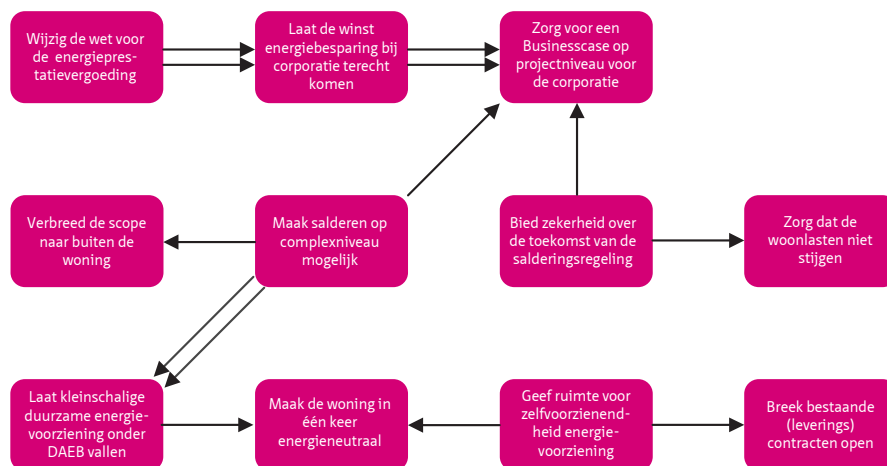 Wijzig de wet voor
de energiepres-
tatievergoeding
Laat de winst
energiebesparing bij
corporatie terecht
komen
Zorg voor een
Businesscase op
projectniveau voor
de corporatie
Verbreed de scope
naar buiten de
woning
Maak salderen op
complexniveau
mogelijk
Bied zekerheid over
de toekomst van de
salderingsregeling
Zorg dat de
woonlasten niet
stijgen
Laat kleinschalige
duurzame energie-
voorziening onder
DAEB vallen
Maak de woning in
één keer
energieneutraal
Geef ruimte voor
zelfvoorzienend-
heid energie-
voorziening
Breek bestaande
(leverings)
contracten open